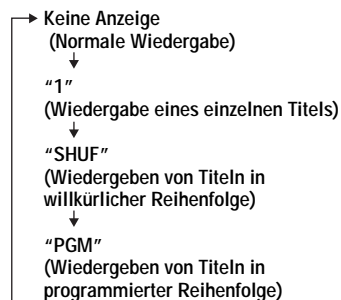 Keine Anzeige
(Normale Wiedergabe)
“1”
(Wiedergabe eines einzelnen Titels)
“SHUF”
(Wiedergeben von Titeln in
willkürlicher Reihenfolge)
“PGM”
(Wiedergeben von Titeln in
programmierter Reihenfolge)